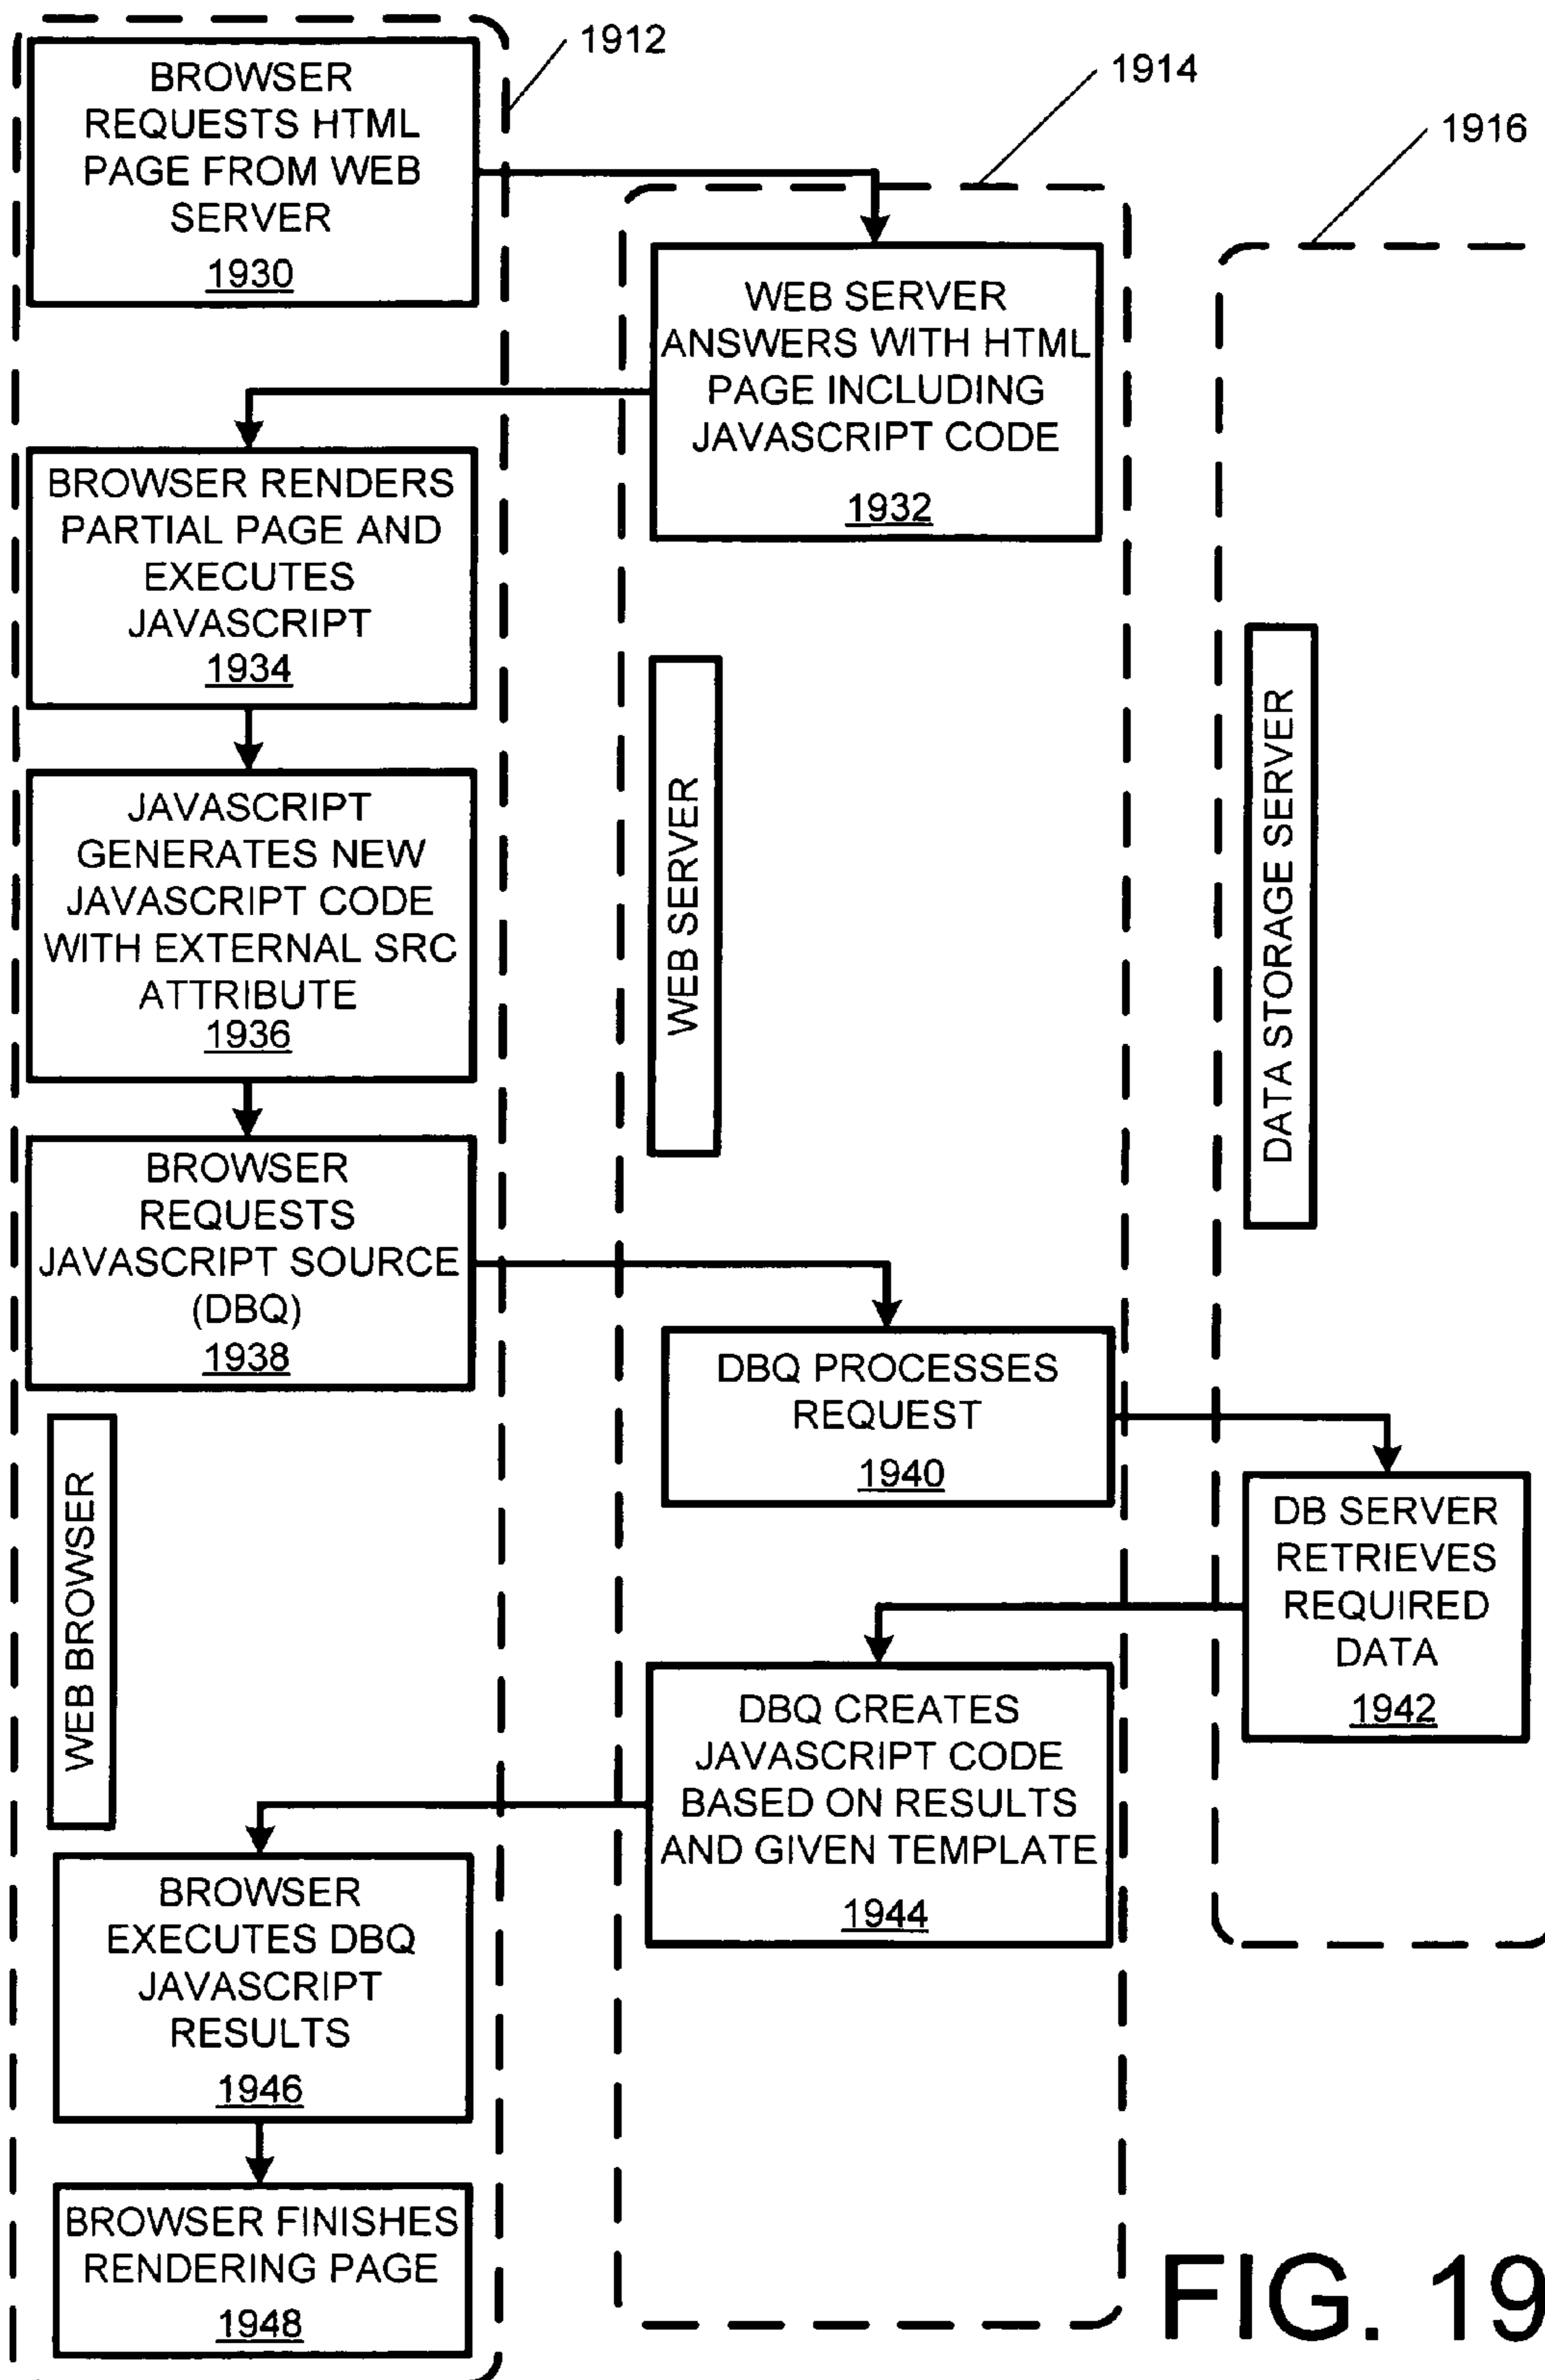 1912
1914
1916
BROWSER
REQUESTS HTML
PAGE FROM WEB
SERVER
1930
WEB SERVER
ANSWERS WITH HTML
PAGE INCLUDING
JAVASCRIPT CODE
1932
BROWSER RENDERS
PARTIAL PAGE AND
EXECUTES
JAVASCRIPT
1934
JAVASCRIPT
GENERATES NEW
JAVASCRIPT CODE
WITH EXTERNAL SRC
ATTRIBUTE
1936
WEB SERVER
DATA STORAGE SERVER
BROWSER
REQUESTS
JAVASCRIPT SOURCE
(DBQ)
1938
DBQ PROCESSES
REQUEST
1940
DB SERVER
RETRIEVES
REQUIRED
DATA
1942
WEB BROWSER
DBQ CREATES
JAVASCRIPT CODE
BASED ON RESULTS
AND GIVEN TEMPLATE
1944
BROWSER
EXECUTES DBQ
JAVASCRIPT
RESULTS
1946
BROWSER FINISHES
RENDERING PAGE
1948
FIG. 19